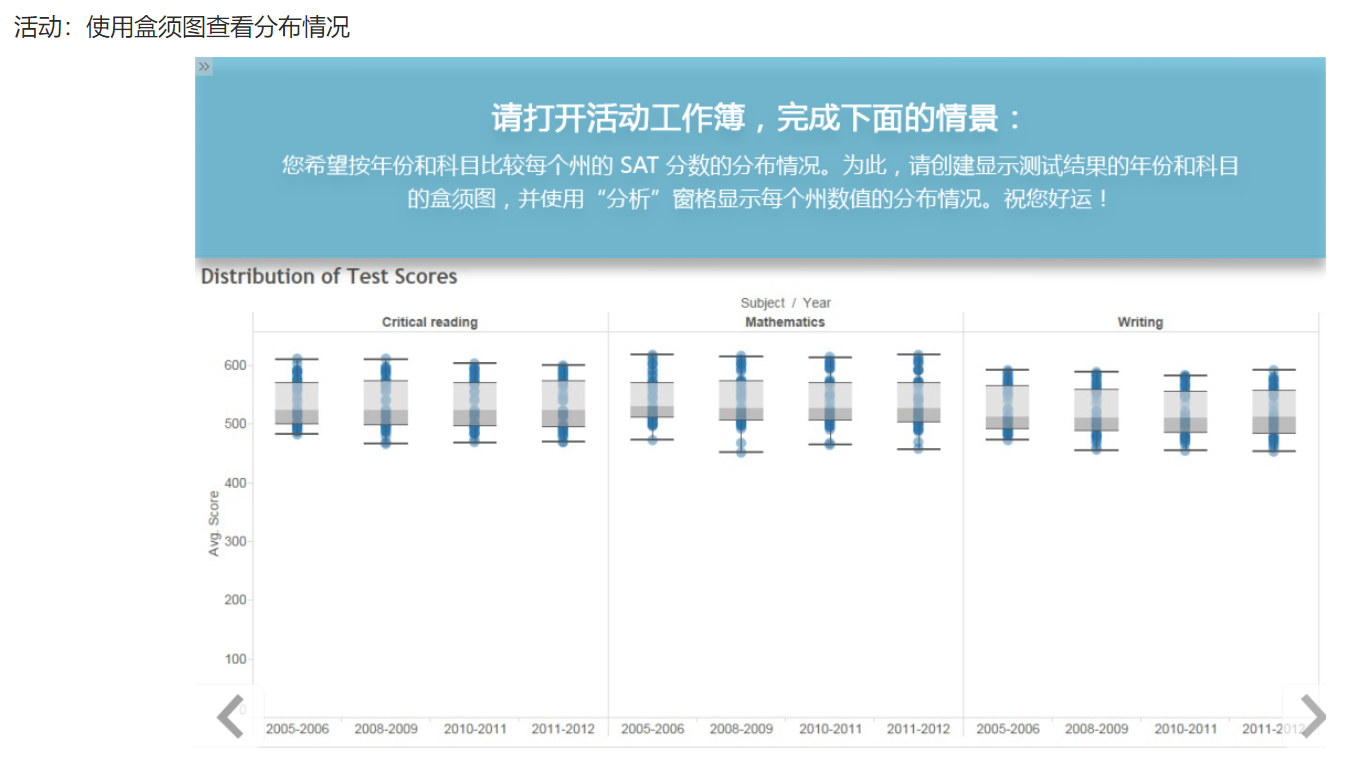 活动：使用盒须图查看分布情况
»
请打开活动工作簿，完成下面的情景：
您希望按年份和科目比较每个州的 SAT 分数的分布情况。为此，请创建显示测试结果的年份和科目
的盒须图，并使用“分析”窗格显示每个州数值的分布情况。祝您好运！
Distribution of Test Scores
Subject / Year
Critical reading Mathematics Writing
600
500
400
300
200
100
0
Avg. Score
2005-2006 2008-2009 2010-2011 2011-2012 2005-2006 2008-2009 2010-2011 2011-2012 2005-2006 2008-2009 2010-2011 2011-2012